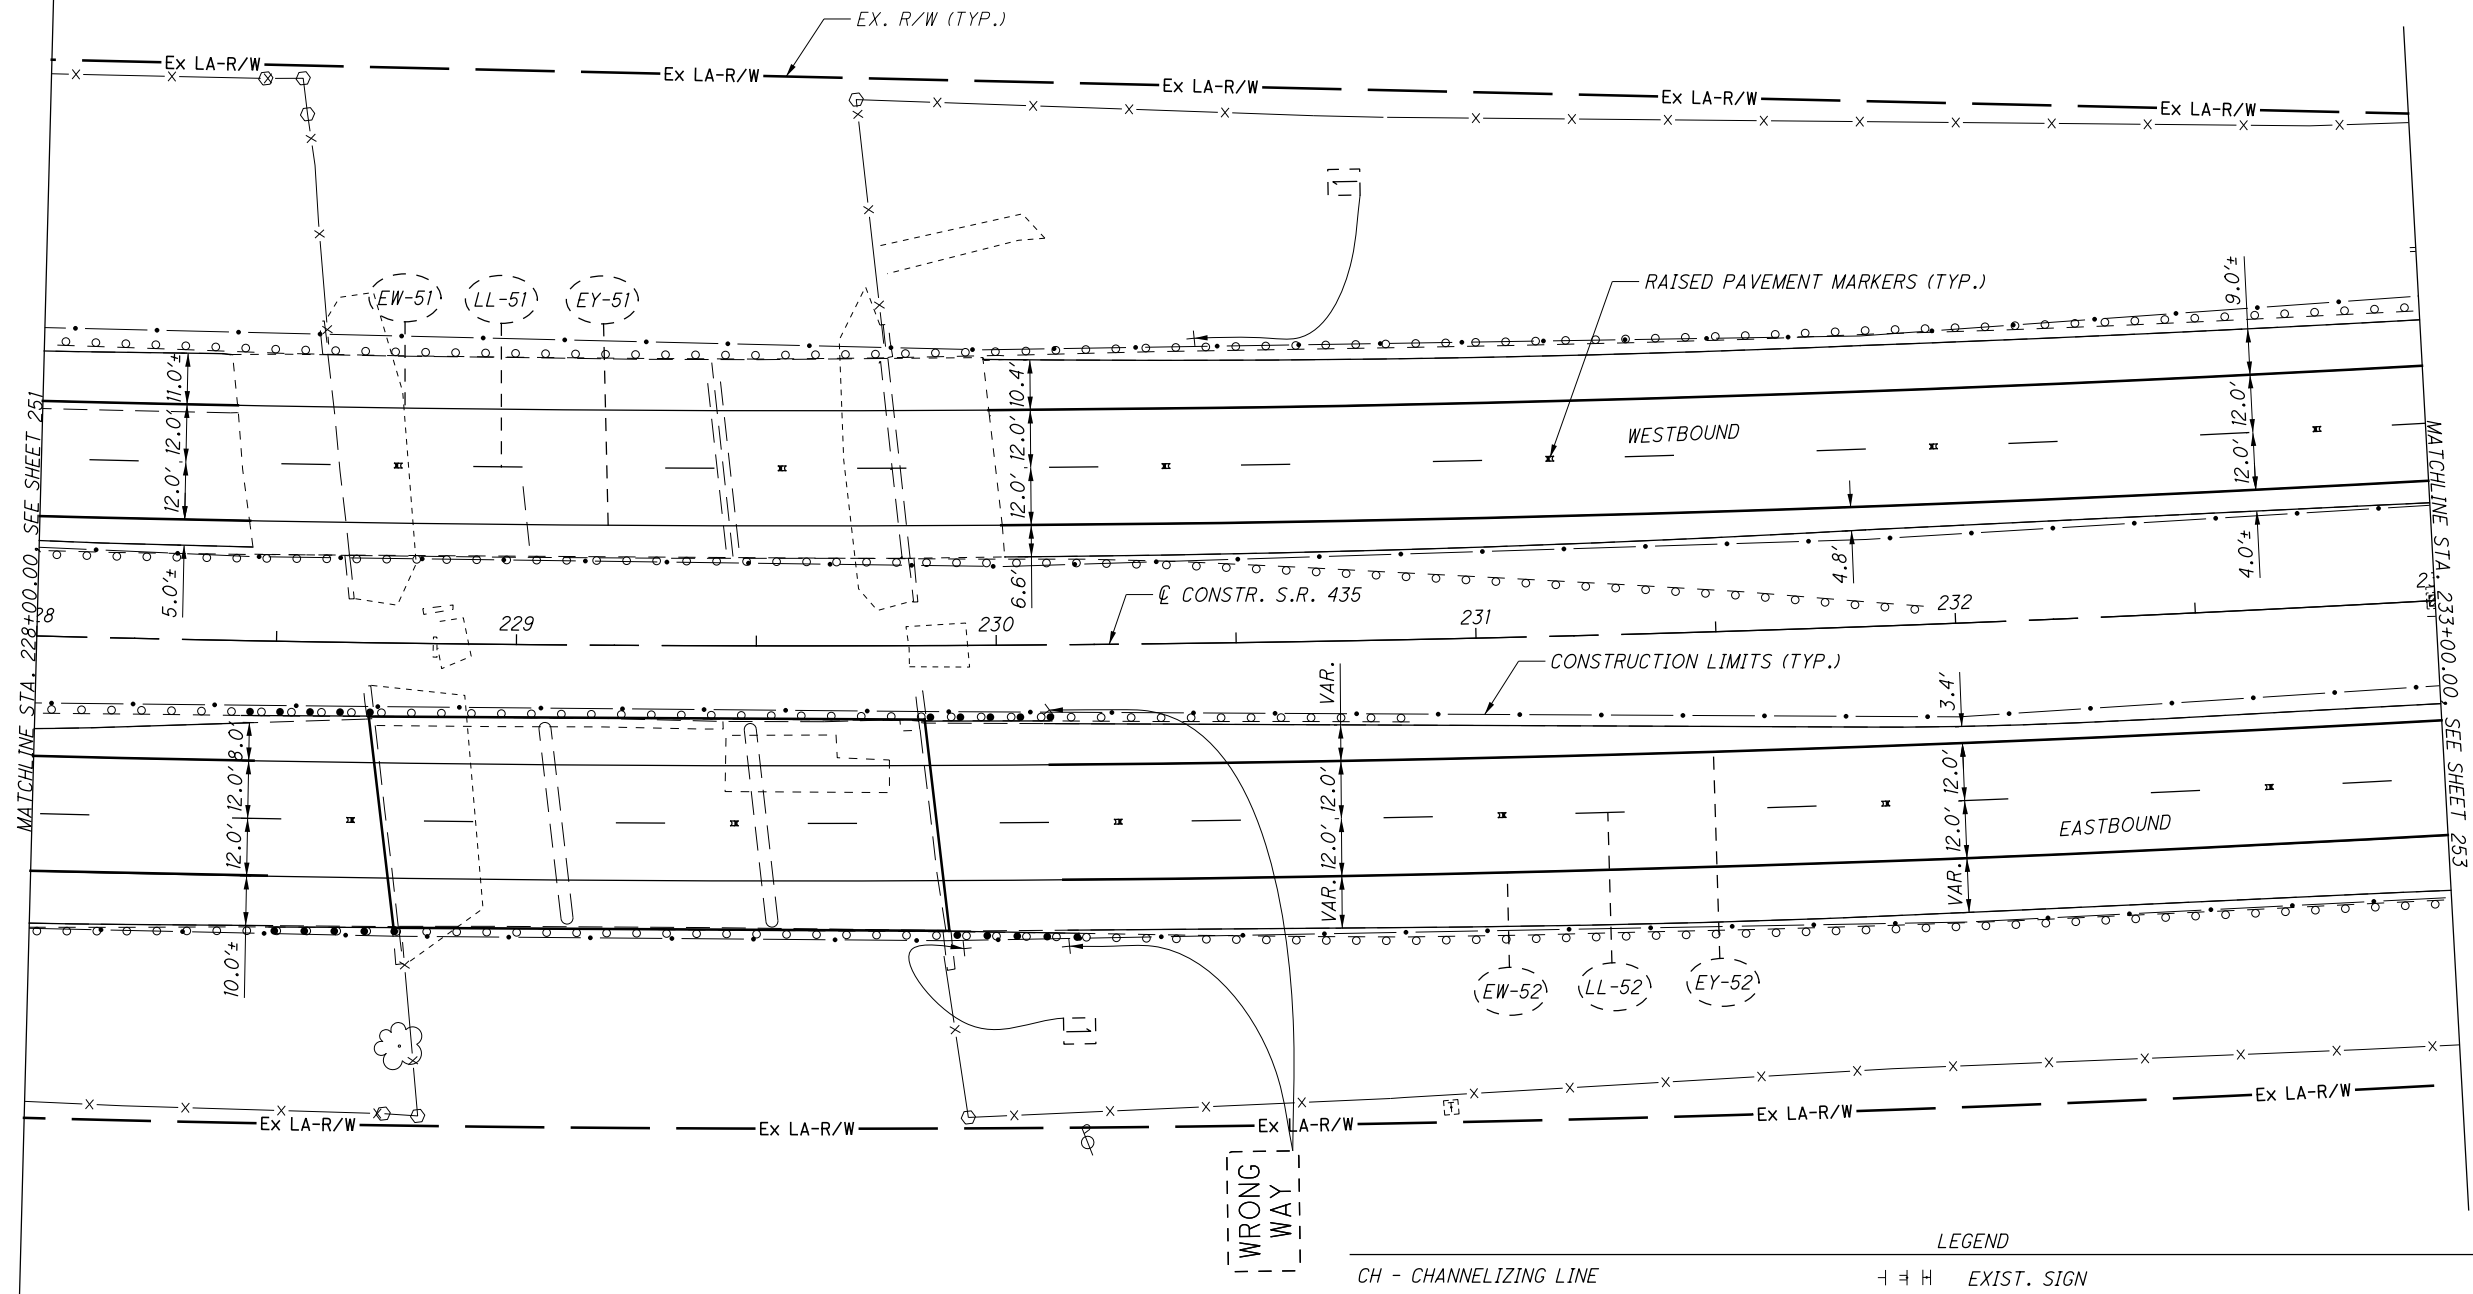 EX. R/W (TYP.)
Ex LA-R/W
Ex LA-R/W
Ex LA-R/W
Ex LA-R/W
Ex LA-R/W
1
EW-51
LL-51
EY-51
RAISED PAVEMENT MARKERS (TYP.)
9.0'±
11.0'±
10.4'
12.0'
12.0'
12.0'
12.0'
12.0'
12.0'
WESTBOUND
MATCHLINE STA. 228+00.00. SEE SHEET 251
MATCHLINE STA. 233+00.00. SEE SHEET 253
5.0'±
6.6'
4.8'
4.0'±
℄ CONSTR. S.R. 435
229
230
231
232
CONSTRUCTION LIMITS (TYP.)
VAR.
3.4'
8.0'
12.0'
12.0'
12.0'
12.0'
12.0'
12.0'
EASTBOUND
VAR.
VAR.
10.0'±
EW-52
LL-52
EY-52
1
T
Ex LA-R/W
Ex LA-R/W
Ex LA-R/W
Ex LA-R/W
Ex LA-R/W
WRONG
WAY
LEGEND
CH - CHANNELIZING LINE
EXIST. SIGN